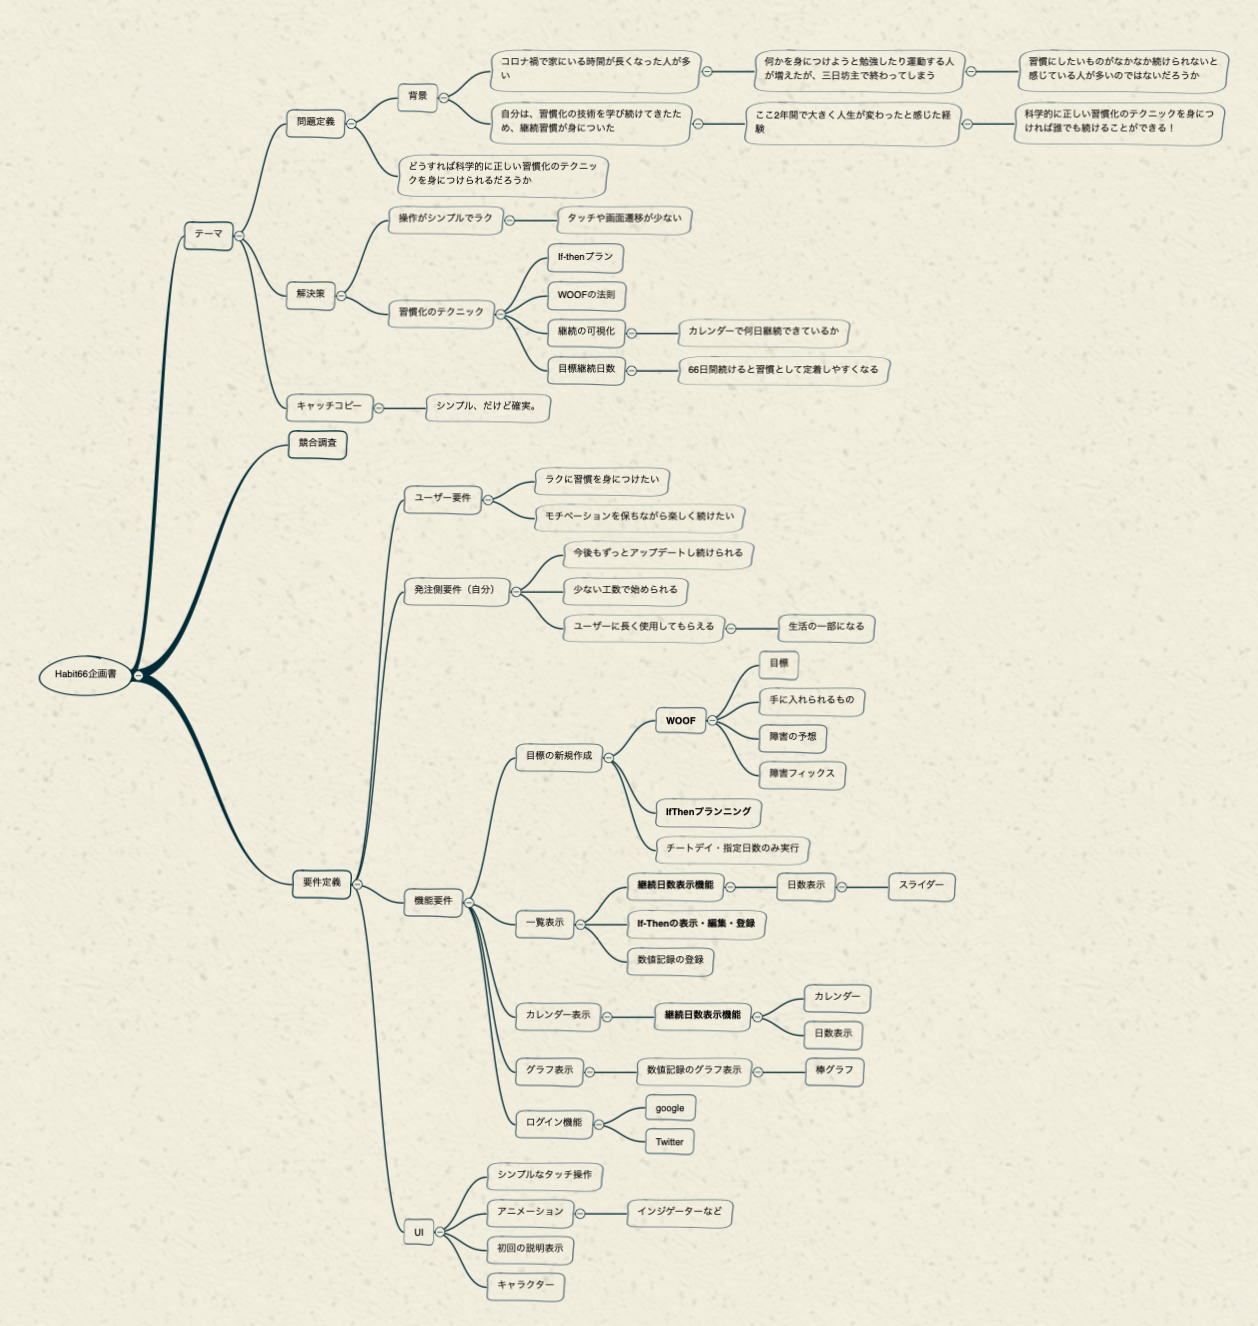 コロナ禍で家にいる時間が長くなった人が多
い
何かを身につけようと勉強したり運動する人
が増えたが、三日坊主で終わってしまう
習慣にしたいものがなかなか続けられないと
感じている人が多いのではないだろうか
背景
自分は、習慣化の技術を学び続けてきたた
め、継続習慣が身についた
ここ2年間で大きく人生が変わったと感じた経
験
科学的に正しい習慣化のテクニックを身につ
ければ誰でも続けることができる！
問題定義
どうすれば科学的に正しい習慣化のテクニッ
クを身につけられるだろうか
テーマ
操作がシンプルでラク
タッチや画面遷移が少ない
If-thenプラン
解決策
WOOFの法則
習慣化のテクニック
継続の可視化
カレンダーで何日継続できているか
目標継続日数
66日間続けると習慣として定着しやすくなる
キャッチコピー
シンプル、だけど確実。
競合調査
ラクに習慣を身につけたい
ユーザー要件
モチベーションを保ちながら楽しく続けたい
今後もずっとアップデートし続けられる
発注側要件（自分）
少ない工数で始められる
ユーザーに長く使用してもらえる
生活の一部になる
Habit66企画書
目標
手に入れられるもの
WOOF
障害の予想
目標の新規作成
障害フィックス
IfThenプランニング
チートデイ・指定日数のみ実行
要件定義
機能要件
継続日数表示機能
日数表示
スライダー
一覧表示
If-Thenの表示・編集・登録
数値記録の登録
カレンダー表示
継続日数表示機能
カレンダー
日数表示
グラフ表示
数値記録のグラフ表示
棒グラフ
ログイン機能
google
Twitter
シンプルなタッチ操作
アニメーション
インジゲーターなど
UI
初回の説明表示
キャラクター